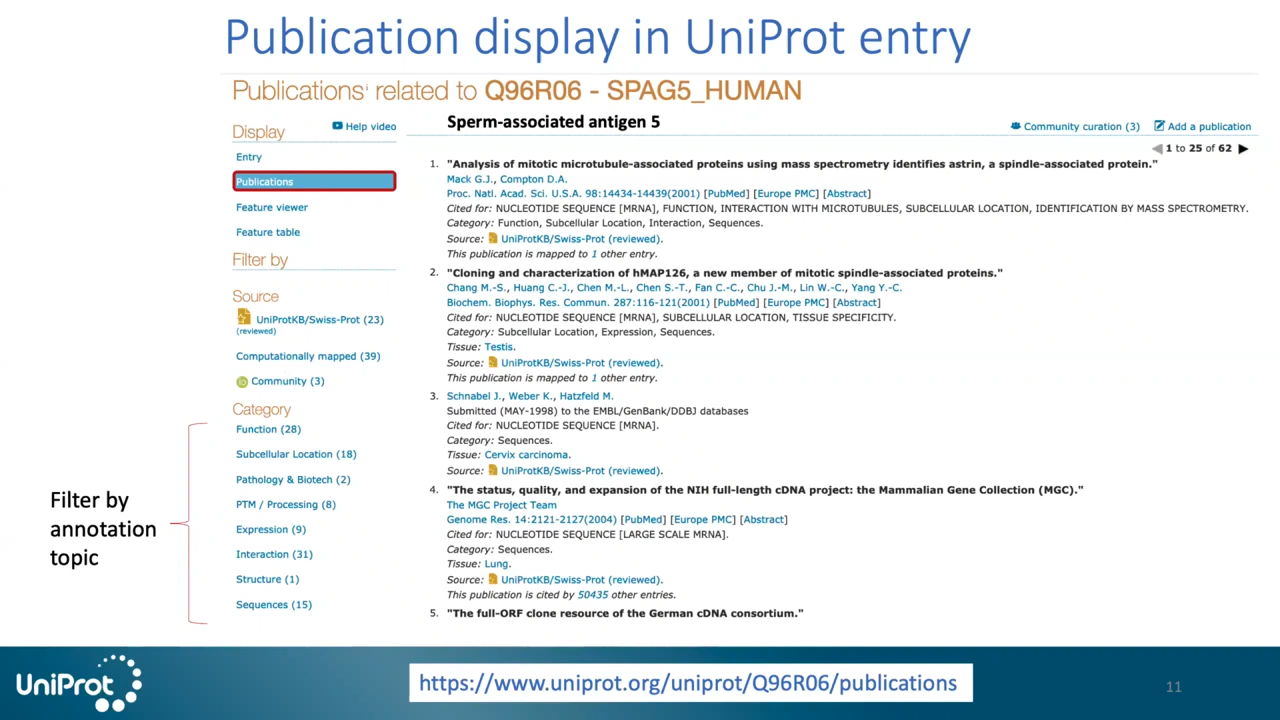 Publication display in UniProt entry
Publications related to Q96R06 - SPAG5_HUMAN
Display
Help video
Entry
Publications
Feature viewer
Feature table
Filter by
Source
UniProtKB/Swiss-Prot (23)
(reviewed)
Computationally mapped (39)
Community (3)
Category
Function (28)
Subcellular Location (18)
Pathology & Biotech (2)
PTM / Processing (8)
Expression (9)
Interaction (31)
Structure (1)
Sequences (15)
Filter by
annotation
topic
Sperm-associated antigen 5
Community curation (3) Add a publication
1 to 25 of 62
1. "Analysis of mitotic microtubule-associated proteins using mass spectrometry identifies astrin, a spindle-associated protein."
Mack G.J., Compton D.A.
Proc. Natl. Acad. Sci. U.S.A. 98:14434-14439(2001) [PubMed] [Europe PMC] [Abstract]
Cited for: NUCLEOTIDE SEQUENCE [MRNA], FUNCTION, INTERACTION WITH MICROTUBULES, SUBCELLULAR LOCATION, IDENTIFICATION BY MASS SPECTROMETRY.
Category: Function, Subcellular Location, Interaction, Sequences.
Source: UniProtKB/Swiss-Prot (reviewed).
This publication is mapped to 1 other entry.
2. "Cloning and characterization of hMAP126, a new member of mitotic spindle-associated proteins."
Chang M.-S., Huang C.-J., Chen M.-L., Chen S.-T., Fan C.-C., Chu J.-M., Lin W.-C., Yang Y.-C.
Biochem. Biophys. Res. Commun. 287:116-121(2001) [PubMed] [Europe PMC] [Abstract]
Cited for: NUCLEOTIDE SEQUENCE [MRNA], SUBCELLULAR LOCATION, TISSUE SPECIFICITY.
Category: Subcellular Location, Expression, Sequences.
Tissue: Testis.
Source: UniProtKB/Swiss-Prot (reviewed).
This publication is mapped to 1 other entry.
3. Schnabel J., Weber K., Hatzfeld M.
Submitted (MAY-1998) to the EMBL/GenBank/DDBJ databases
Cited for: NUCLEOTIDE SEQUENCE [MRNA].
Category: Sequences.
Tissue: Cervix carcinoma.
Source: UniProtKB/Swiss-Prot (reviewed).
4. "The status, quality, and expansion of the NIH full-length cDNA project: the Mammalian Gene Collection (MGC)."
The MGC Project Team
Genome Res. 14:2121-2127(2004) [PubMed] [Europe PMC] [Abstract]
Cited for: NUCLEOTIDE SEQUENCE [LARGE SCALE MRNA].
Category: Sequences.
Tissue: Lung.
Source: UniProtKB/Swiss-Prot (reviewed).
This publication is cited by 50435 other entries.
5. "The full-ORF clone resource of the German cDNA consortium."
UniProt
https://www.uniprot.org/uniprot/Q96R06/publications
11